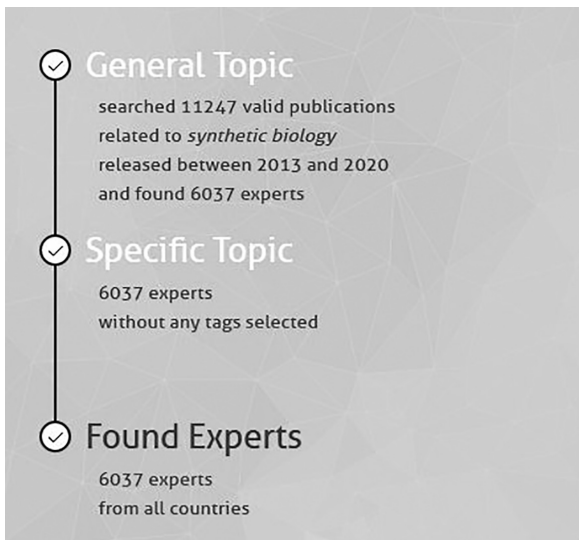 General Topic
searched 11247 valid publications
related to synthetic biology
released between 2013 and 2020
and found 6037 experts
Specific Topic
6037 experts
without any tags selected
Found Experts
6037 experts
from all countries